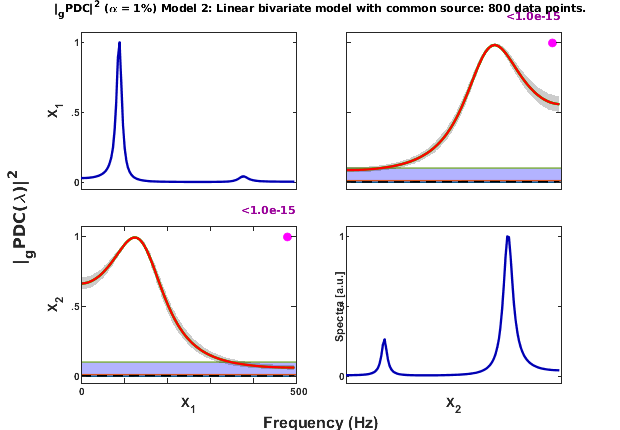 |gPDC|² (α = 1%) Model 2: Linear bivariate model with common source: 800 data points.
<1.0e-15
1
.5
0
X₁
<1.0e-15
|gPDC(λ)|²
1
.5
0
X₂
0
500
X₁
Spectra [a.u.]
1
.5
0
X₂
Frequency (Hz)